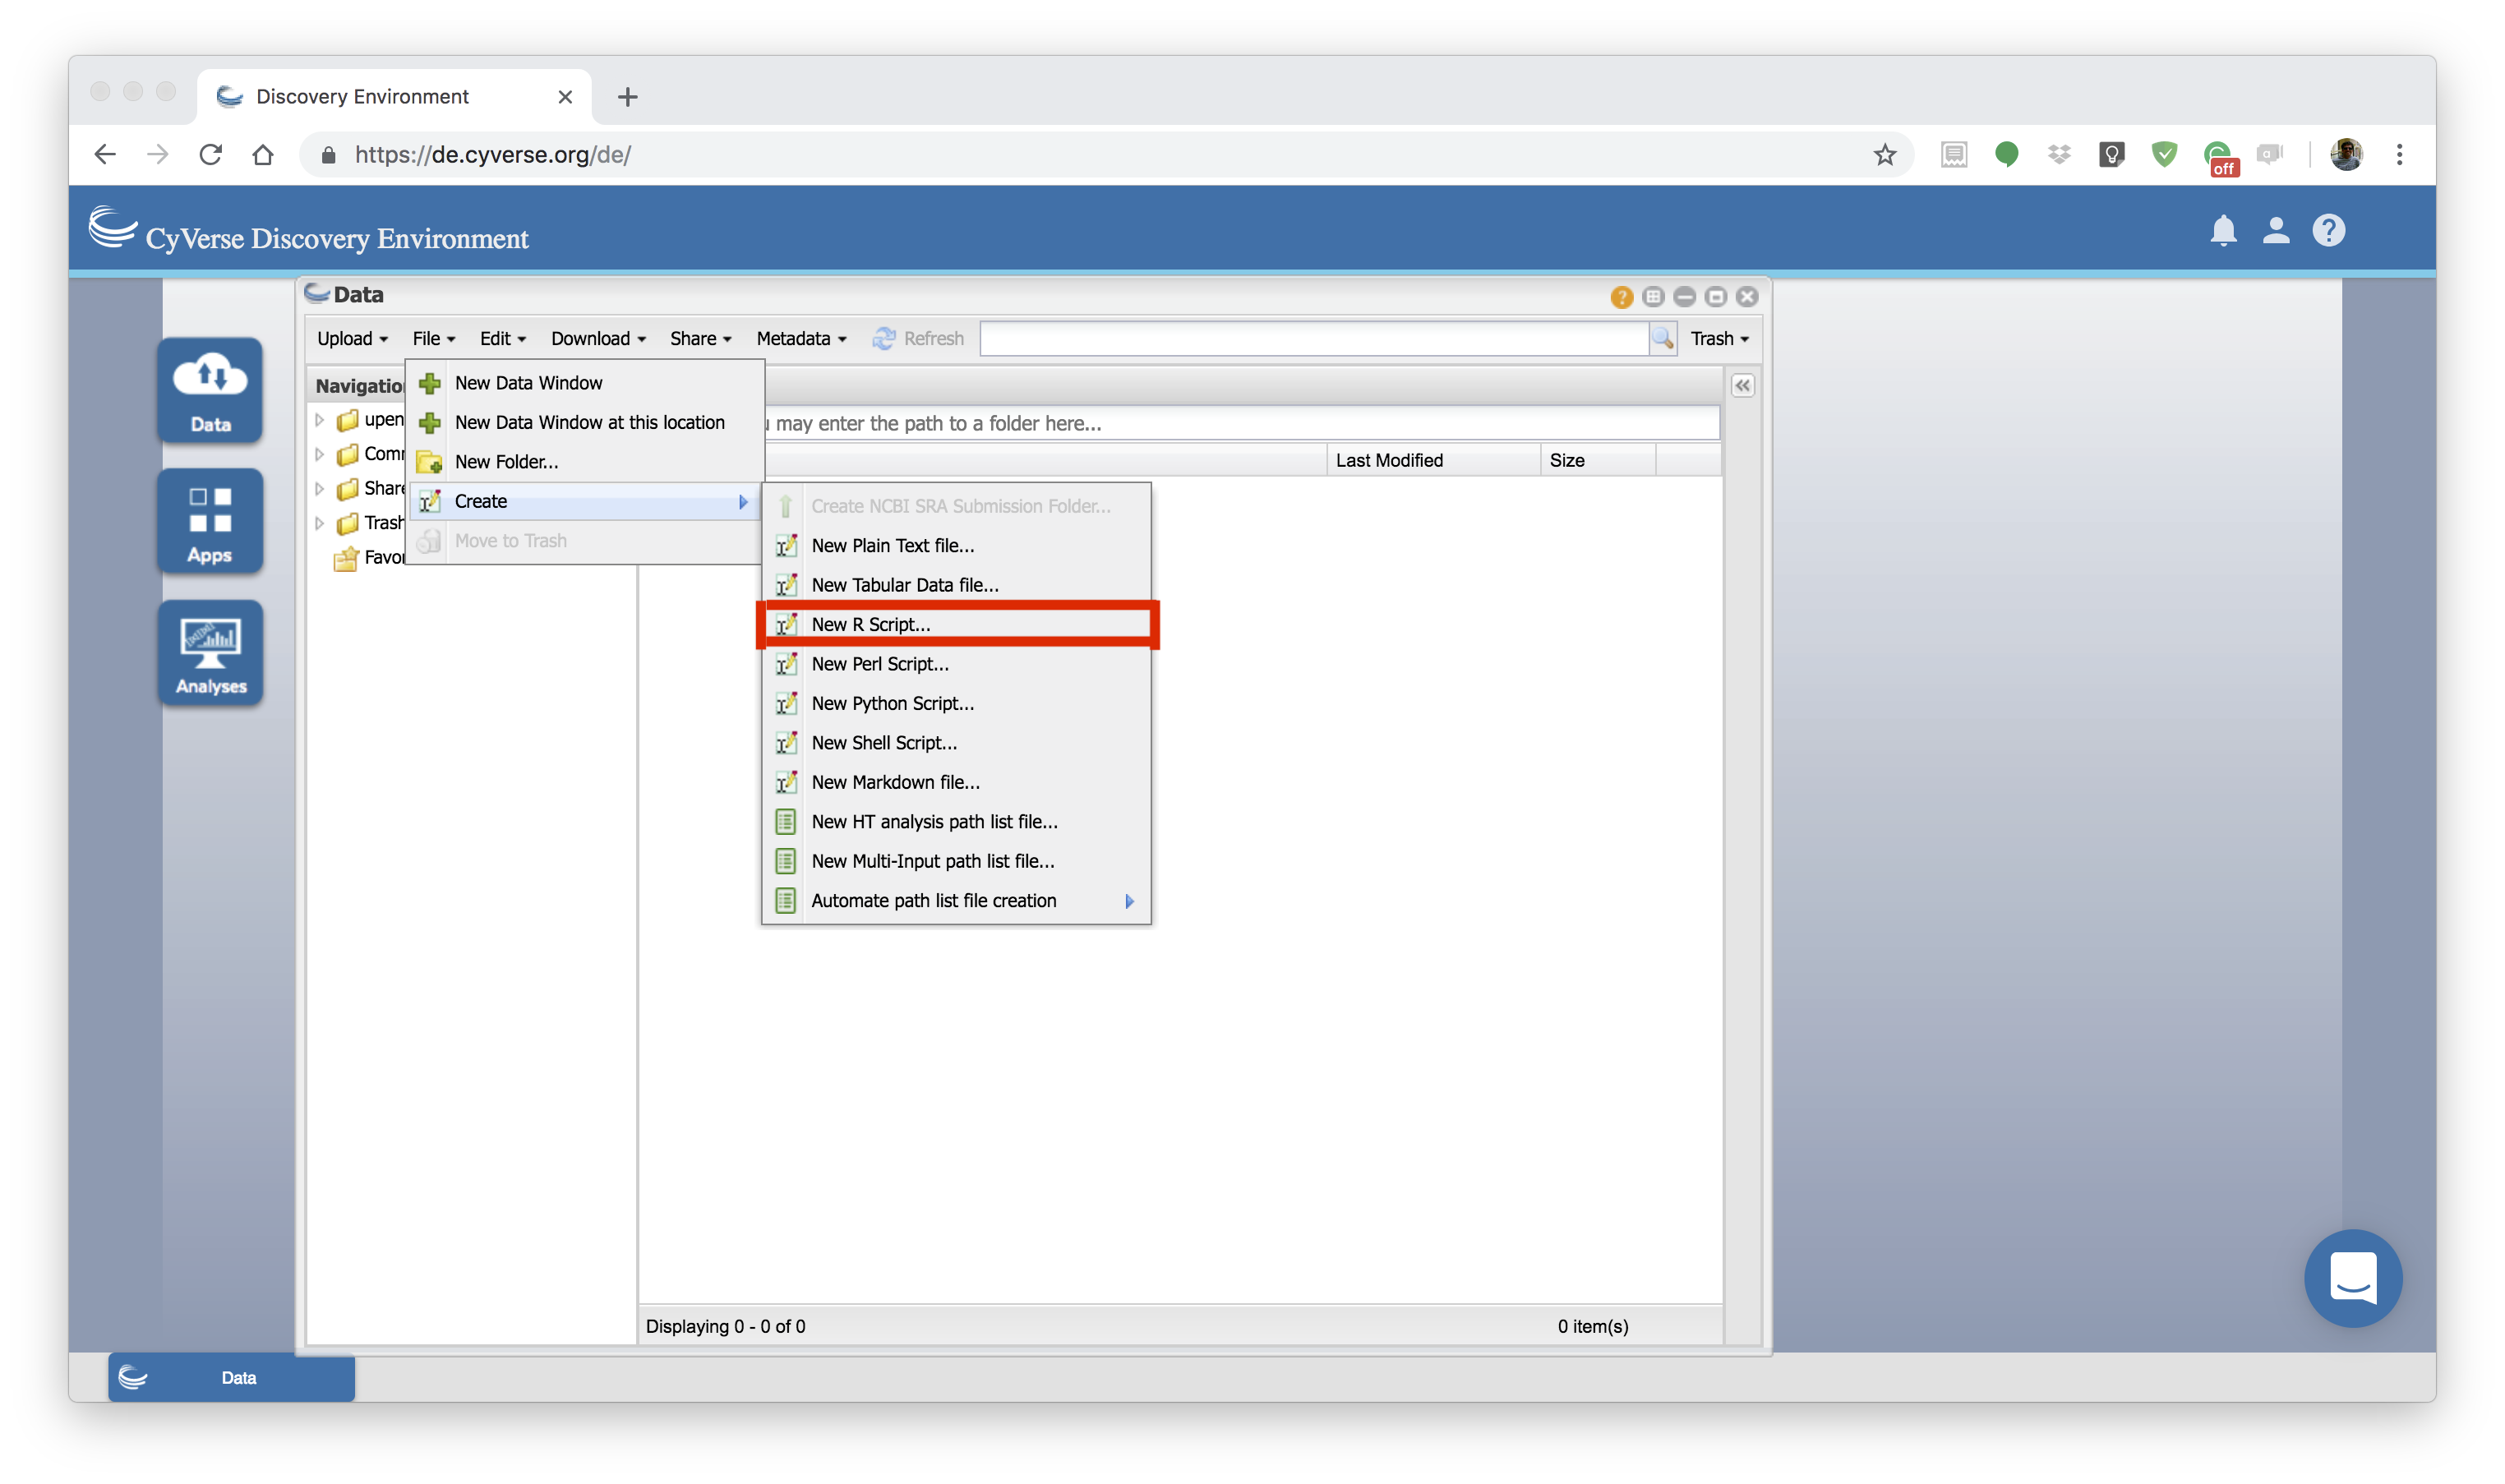 Discovery Environment
https://de.cyverse.org/de/
off
CyVerse Discovery Environment
Data
Upload File Edit Download Share Metadata Refresh Trash
Data
Apps
Analyses
New Data Window
New Data Window at this location
New Folder...
Create
Move to Trash
may enter the path to a folder here...
Last Modified Size
Create NCBI SRA Submission Folder...
New Plain Text file...
New Tabular Data file...
New R Script...
New Perl Script...
New Python Script...
New Shell Script...
New Markdown file...
New HT analysis path list file...
New Multi-Input path list file...
Automate path list file creation
Trash
Displaying 0 - 0 of 0 0 item(s)
Data